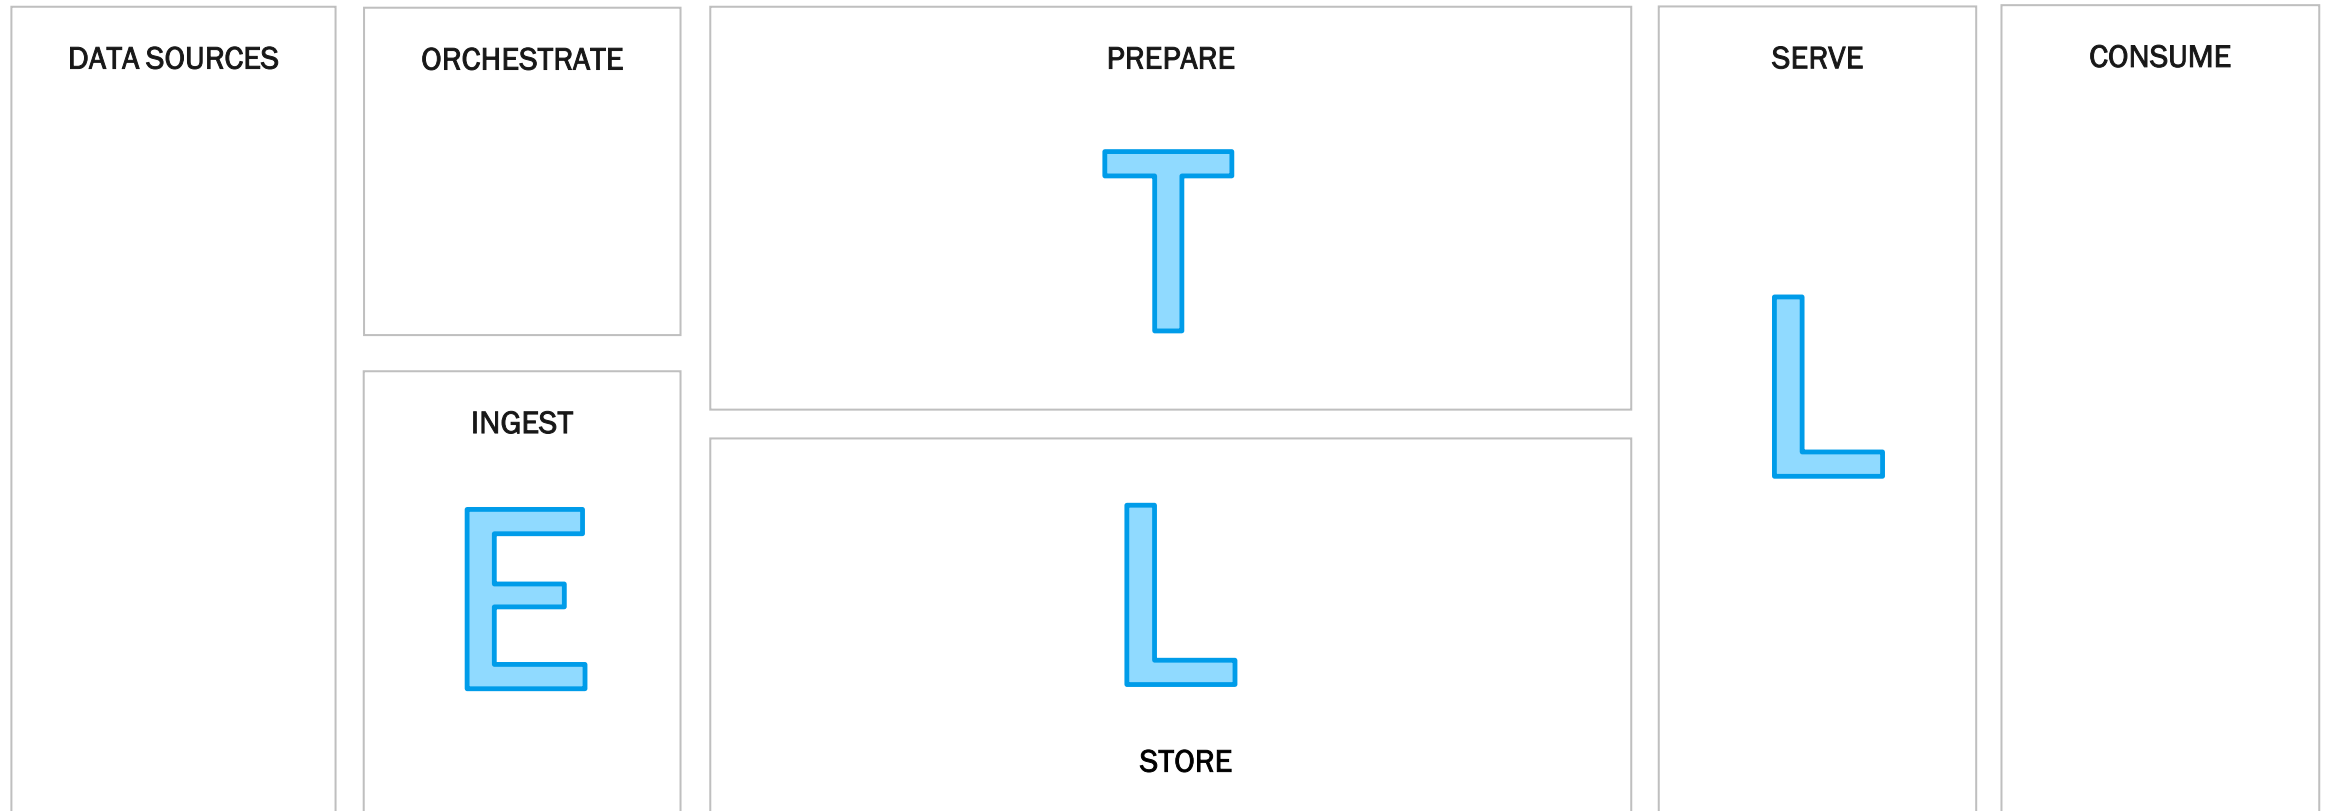 DATA SOURCES
ORCHESTRATE
INGEST
E
PREPARE
T
L
STORE
SERVE
L
CONSUME